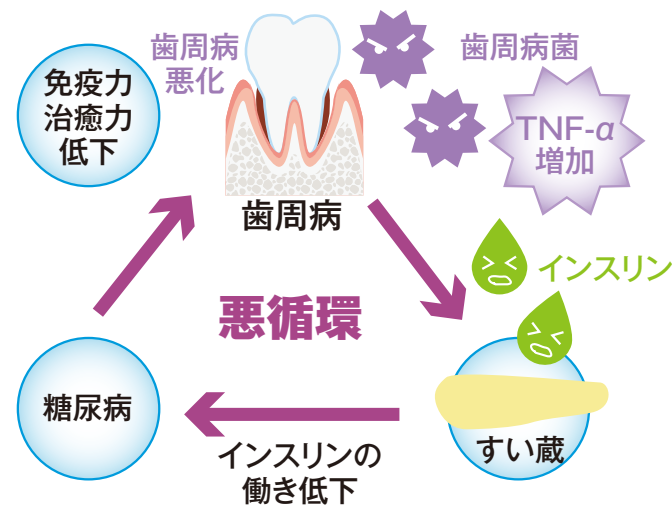 歯周病
悪化
歯周病菌
免疫力
治癒力
低下
TNF-α
増加
歯周病
インスリン
悪循環
糖尿病
すい蔵
インスリンの
働き低下